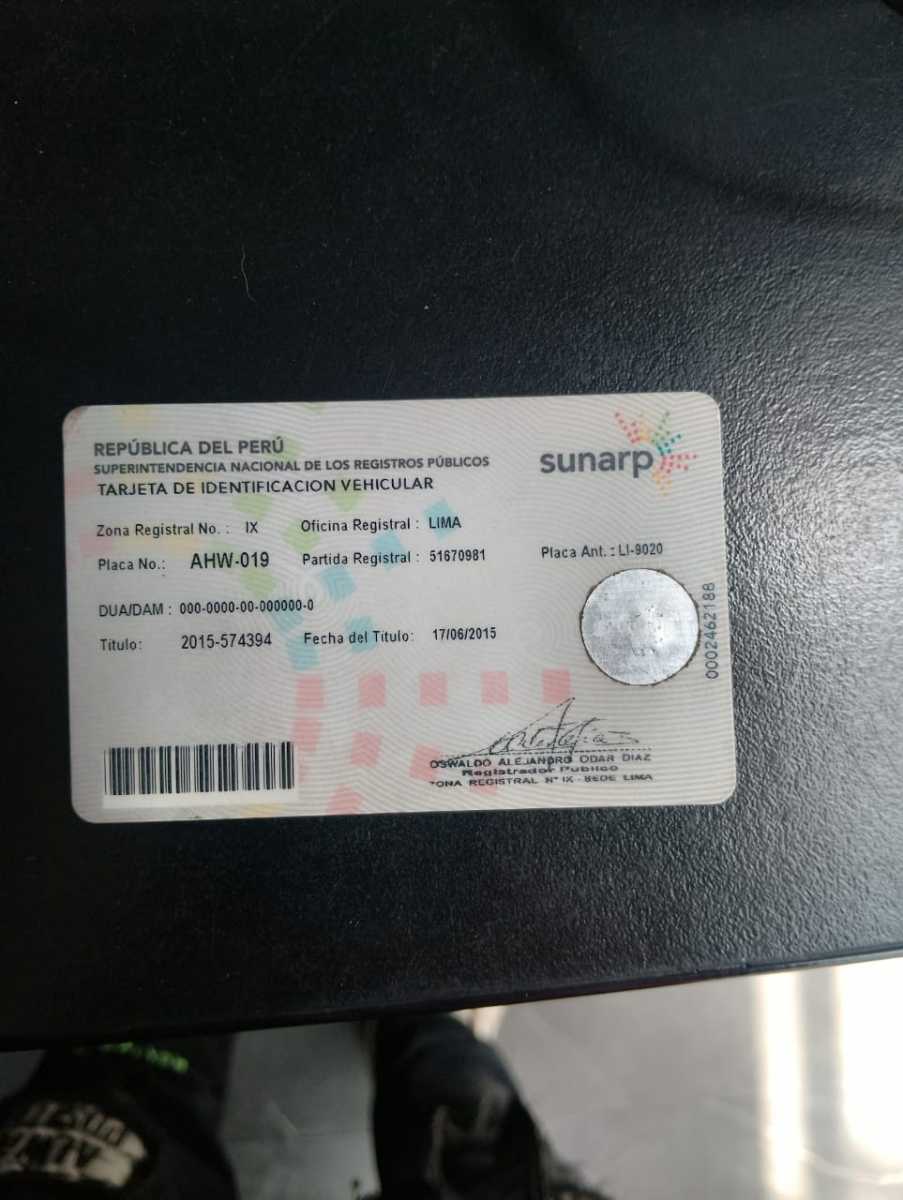 REPÚBLICA DEL PERÚ
SUPERINTENDENCIA NACIONAL DE LOS REGISTROS PÚBLICOS
TARJETA DE IDENTIFICACION VEHICULAR
sunarp
Zona Registral No. : IX Oficina Registral : LIMA
Placa No.: AHW-019 Partida Registral : 51670981 Placa Ant. : LI-9020
DUA/DAM : 000-0000-00-000000-0
Título: 2015-574394 Fecha del Título: 17/06/2015
0002462188
OSWALDO ALEJANDRO ODAR DIAZ
Registrador Público
ZONA REGISTRAL N° IX - SEDE LIMA